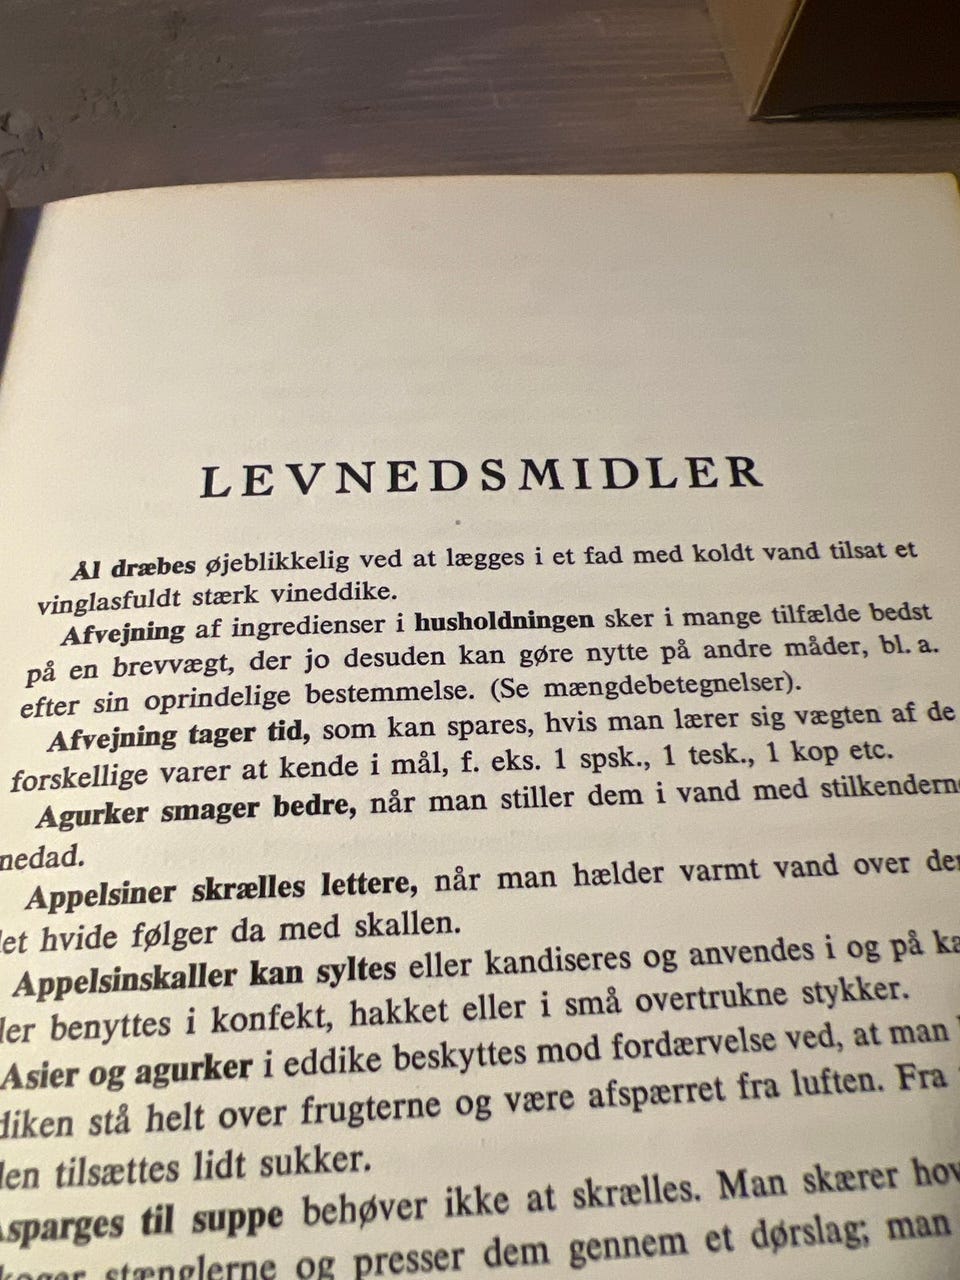 LEVNEDSMIDLER
Ål dræbes øjeblikkelig ved at lægges i et fad med koldt vand tilsat et
vinglasfuldt stærk vineddike.
Afvejning af ingredienser i husholdningen sker i mange tilfælde bedst
på en brevvægt, der jo desuden kan gøre nytte på andre måder, bl. a.
efter sin oprindelige bestemmelse. (Se mængdebetegnelser).
Afvejning tager tid, som kan spares, hvis man lærer sig vægten af de
forskellige varer at kende i mål, f. eks. 1 spsk., 1 tesk., 1 kop etc.
Agurker smager bedre, når man stiller dem i vand med stilkenderne
nedad.
Appelsiner skrælles lettere, når man hælder varmt vand over
hvide følger da med skallen.
Appelsinskaller kan syltes eller kandiseres og anvendes i og på
benyttes i konfekt, hakket eller i små overtrukne stykker.
Asier og agurker i eddike beskyttes mod fordærvelse ved, at man
stå helt over frugterne og være afspærret fra luften. Fra
tilsættes lidt sukker.
Asparges til suppe behøver ikke at skrælles. Man skærer
stænglerne og presser dem gennem et dørslag; man